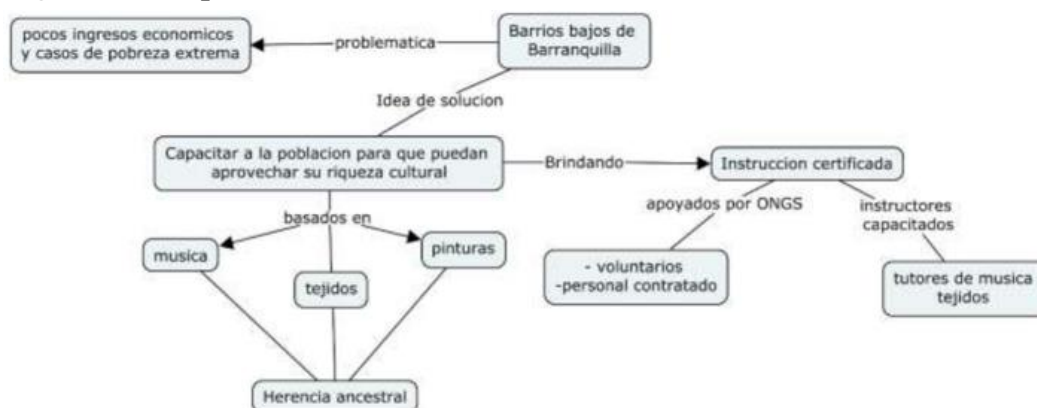 pocos ingresos economicos
y casos de pobreza extrema
problematica
Barrios bajos de
Barranquilla
Idea de solucion
Capacitar a la poblacion para que puedan
aprovechar su riqueza cultural
Brindando
Instruccion certificada
basados en
musica
tejidos
pinturas
Herencia ancestral
apoyados por ONGS
- voluntarios
-personal contratado
instructores
capacitados
tutores de musica
tejidos